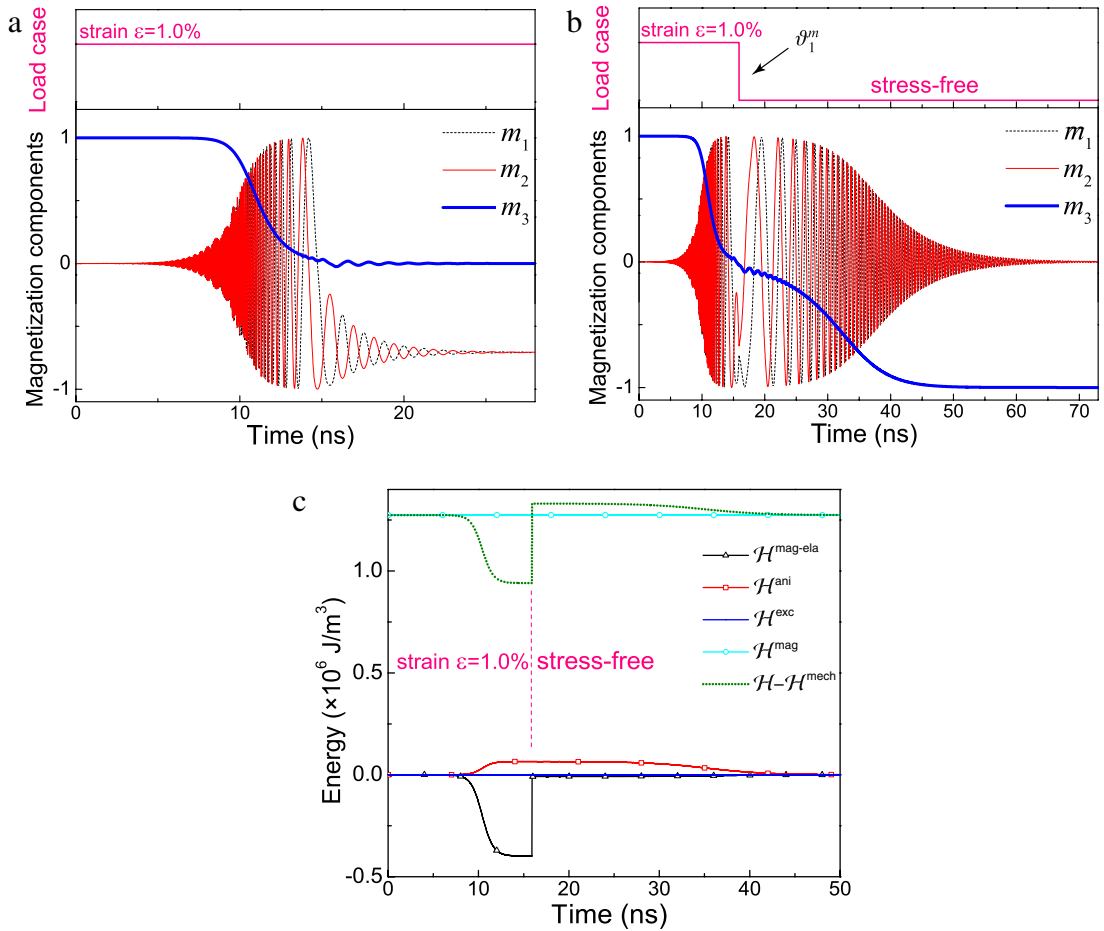 a
Load case
strain ε=1.0%
Magnetization components
1
0
-1
m₁
m₂
m₃
0
10
20
Time (ns)
b
Load case
strain ε=1.0%
ϑ₁ᵐ
stress-free
Magnetization components
1
0
-1
m₁
m₂
m₃
0
10
20
30
40
50
60
70
Time (ns)
c
Energy (×10⁶ J/m³)
1.0
0.5
0.0
-0.5
ℋᵐᵃᵍ⁻ᵉˡᵃ
ℋᵃⁿⁱ
ℋᵉˣᶜ
ℋᵐᵃᵍ
ℋ–ℋᵐᵉᶜʰ
strain ε=1.0% stress-free
0
10
20
30
40
50
Time (ns)